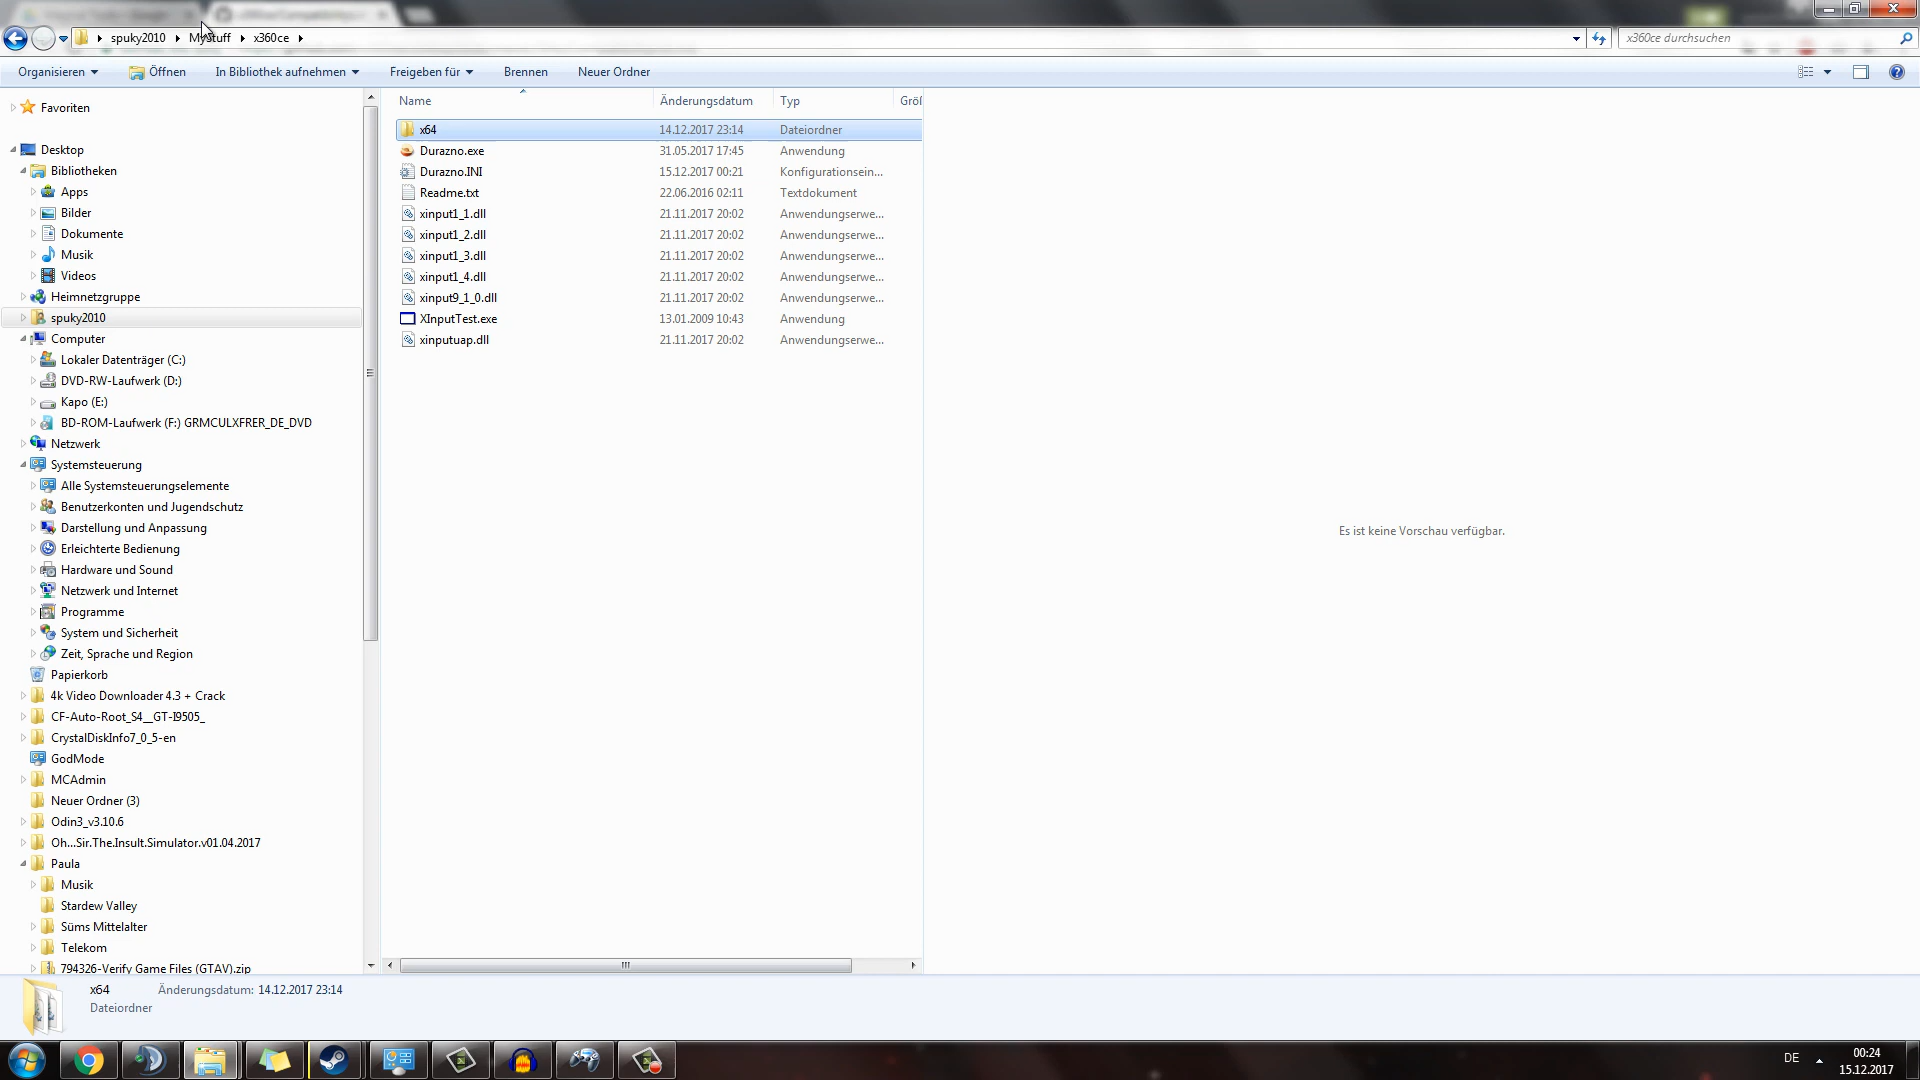 spuky2010 MyStuff x360ce
x360ce durchsuchen
Organisieren Öffnen In Bibliothek aufnehmen Freigeben für Brennen Neuer Ordner
Name Änderungsdatum Typ Größ
x64 14.12.2017 23:14 Dateiordner
Durazno.exe 31.05.2017 17:45 Anwendung
Durazno.INI 15.12.2017 00:21 Konfigurationsein...
Readme.txt 22.06.2016 02:11 Textdokument
xinput1_1.dll 21.11.2017 20:02 Anwendungserwe...
xinput1_2.dll 21.11.2017 20:02 Anwendungserwe...
xinput1_3.dll 21.11.2017 20:02 Anwendungserwe...
xinput1_4.dll 21.11.2017 20:02 Anwendungserwe...
xinput9_1_0.dll 21.11.2017 20:02 Anwendungserwe...
XInputTest.exe 13.01.2009 10:43 Anwendung
xinputuap.dll 21.11.2017 20:02 Anwendungserwe...
Favoriten
Desktop
Bibliotheken
Apps
Bilder
Dokumente
Musik
Videos
Heimnetzgruppe
spuky2010
Computer
Lokaler Datenträger (C:)
DVD-RW-Laufwerk (D:)
Kapo (E:)
BD-ROM-Laufwerk (F:) GRMCULXFRER_DE_DVD
Netzwerk
Systemsteuerung
Alle Systemsteuerungselemente
Benutzerkonten und Jugendschutz
Darstellung und Anpassung
Erleichterte Bedienung
Hardware und Sound
Netzwerk und Internet
Programme
System und Sicherheit
Zeit, Sprache und Region
Papierkorb
4k Video Downloader 4.3 + Crack
CF-Auto-Root_S4__GT-I9505_
CrystalDiskInfo7_0_5-en
GodMode
MCAdmin
Neuer Ordner (3)
Odin3_v3.10.6
Oh...Sir.The.Insult.Simulator.v01.04.2017
Paula
Musik
Stardew Valley
Süms Mittelalter
Telekom
794326-Verify Game Files (GTAV).zip
Es ist keine Vorschau verfügbar.
x64 Änderungsdatum: 14.12.2017 23:14
Dateiordner
DE
00:24
15.12.2017